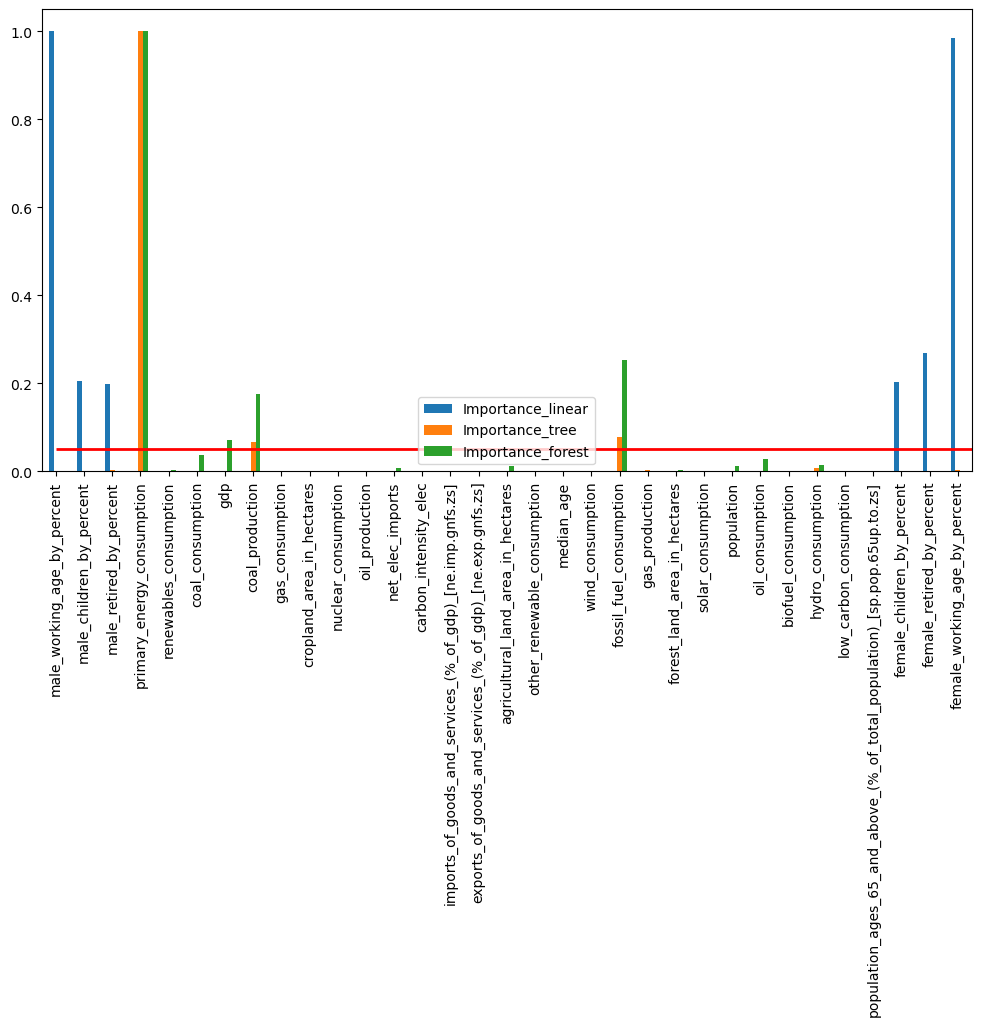 1.0
0.8
0.6
0.4
0.2
0.0
Importance_linear
Importance_tree
Importance_forest
male_working_age_by_percent
male_children_by_percent
male_retired_by_percent
primary_energy_consumption
renewables_consumption
coal_consumption
gdp
coal_production
gas_consumption
cropland_area_in_hectares
nuclear_consumption
oil_production
net_elec_imports
carbon_intensity_elec
imports_of_goods_and_services_(%_of_gdp)_[ne.imp.gnfs.zs]
exports_of_goods_and_services_(%_of_gdp)_[ne.exp.gnfs.zs]
agricultural_land_area_in_hectares
other_renewable_consumption
median_age
wind_consumption
fossil_fuel_consumption
gas_production
forest_land_area_in_hectares
solar_consumption
population
oil_consumption
biofuel_consumption
hydro_consumption
low_carbon_consumption
population_ages_65_and_above_(%_of_total_population)_[sp.pop.65up.to.zs]
female_children_by_percent
female_retired_by_percent
female_working_age_by_percent